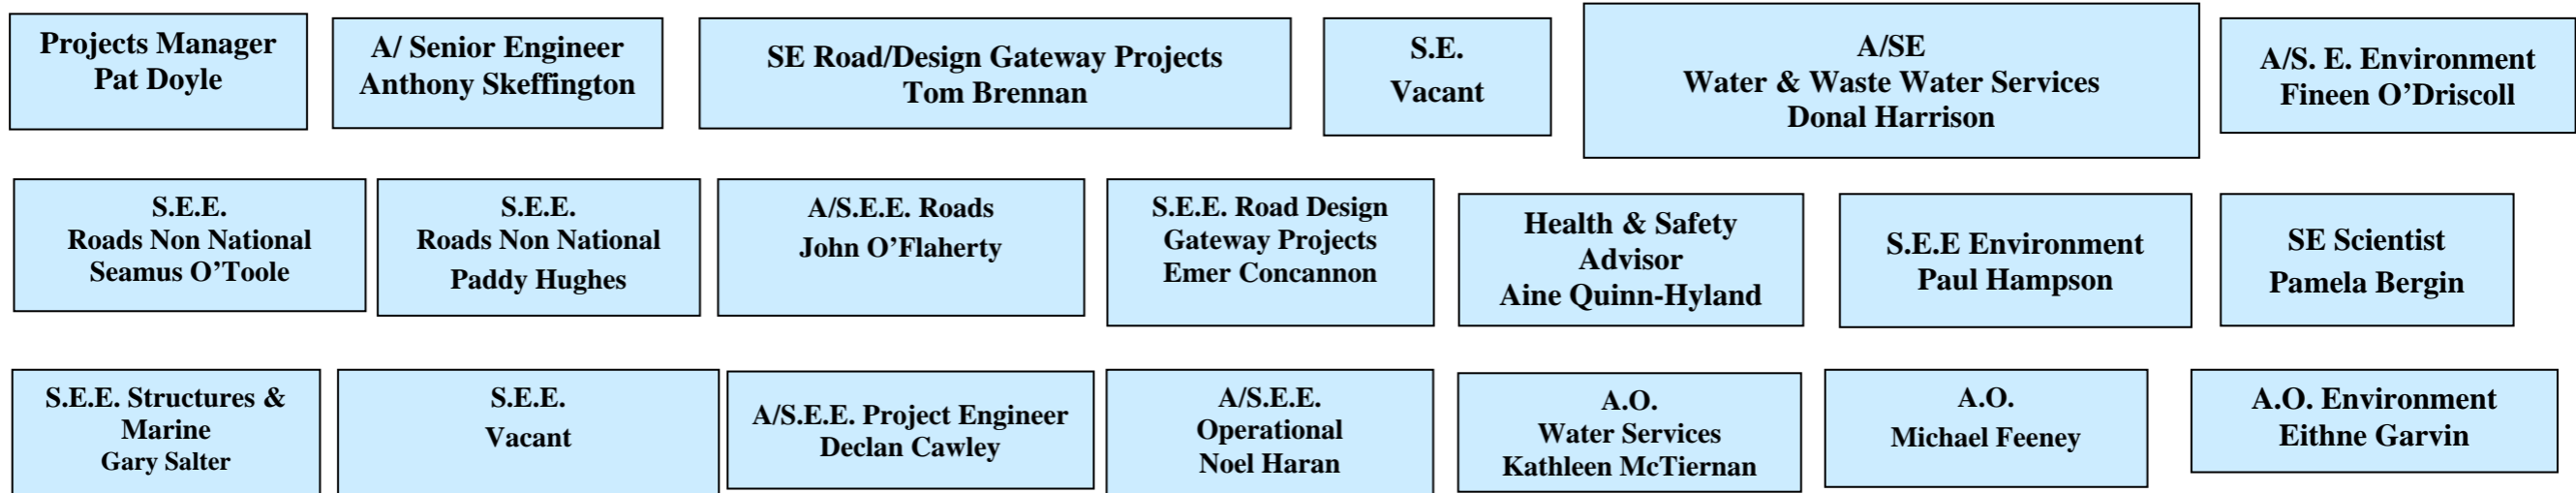 Projects Manager
Pat Doyle
A/ Senior Engineer
Anthony Skeffington
SE Road/Design Gateway Projects
Tom Brennan
S.E.
Vacant
A/SE
Water & Waste Water Services
Donal Harrison
A/S. E. Environment
Fineen O’Driscoll
S.E.E.
Roads Non National
Seamus O’Toole
S.E.E.
Roads Non National
Paddy Hughes
A/S.E.E. Roads
John O’Flaherty
S.E.E. Road Design
Gateway Projects
Emer Concannon
Health & Safety
Advisor
Aine Quinn-Hyland
S.E.E Environment
Paul Hampson
SE Scientist
Pamela Bergin
S.E.E. Structures &
Marine
Gary Salter
S.E.E.
Vacant
A/S.E.E. Project Engineer
Declan Cawley
A/S.E.E.
Operational
Noel Haran
A.O.
Water Services
Kathleen McTiernan
A.O.
Michael Feeney
A.O. Environment
Eithne Garvin